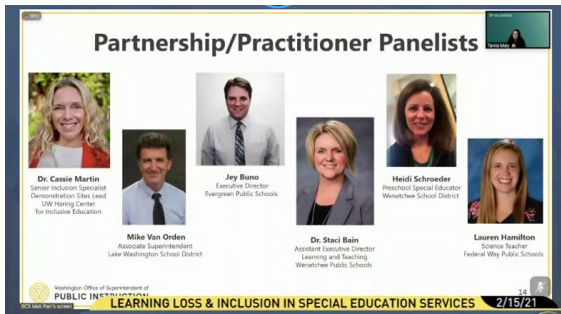 Partnership/Practitioner Panelists
Tania May
Dr. Cassie Martin
Senior Inclusion Specialist
Demonstration Sites Lead
UW Haring Center
for Inclusive Education
Mike Van Orden
Associate Superintendent
Lake Washington School District
Jey Buno
Executive Director
Evergreen Public Schools
Dr. Staci Bain
Assistant Executive Director
Learning and Teaching
Wenatchee Public Schools
Heidi Schroeder
Preschool Special Educator
Wenatchee School District
Lauren Hamilton
Science Teacher
Federal Way Public Schools
Washington Office of Superintendent of
PUBLIC INSTRUCTION
14
screen
LEARNING LOSS & INCLUSION IN SPECIAL EDUCATION SERVICES
2/15/21